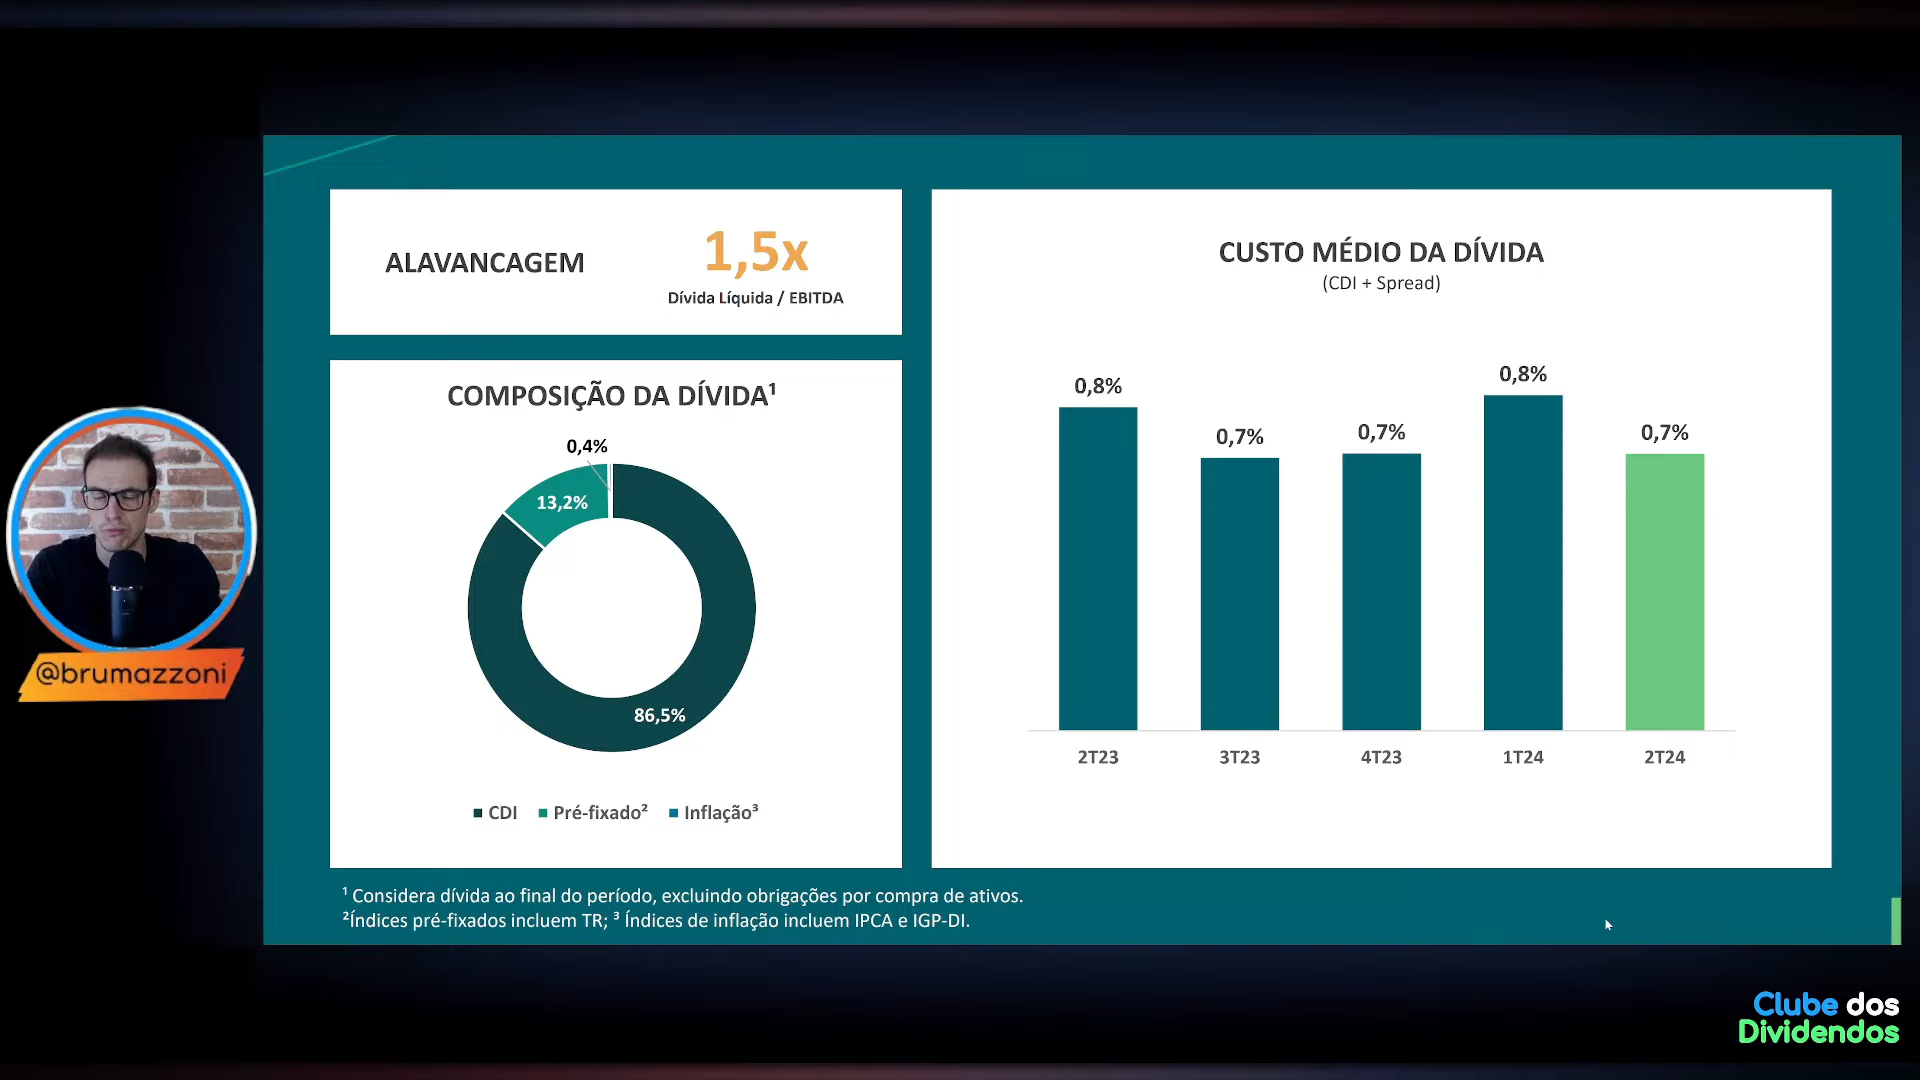 ALAVANCAGEM
1,5x
Dívida Líquida / EBITDA
COMPOSIÇÃO DA DÍVIDA¹
0,4%
13,2%
86,5%
CDI
Pré-fixado²
Inflação³
CUSTO MÉDIO DA DÍVIDA
(CDI + Spread)
0,8%
0,7%
0,7%
0,8%
0,7%
2T23
3T23
4T23
1T24
2T24
¹ Considera dívida ao final do período, excluindo obrigações por compra de ativos.
²Índices pré-fixados incluem TR; ³ Índices de inflação incluem IPCA e IGP-DI.
@brumazzoni
Clube dos
Dividendos